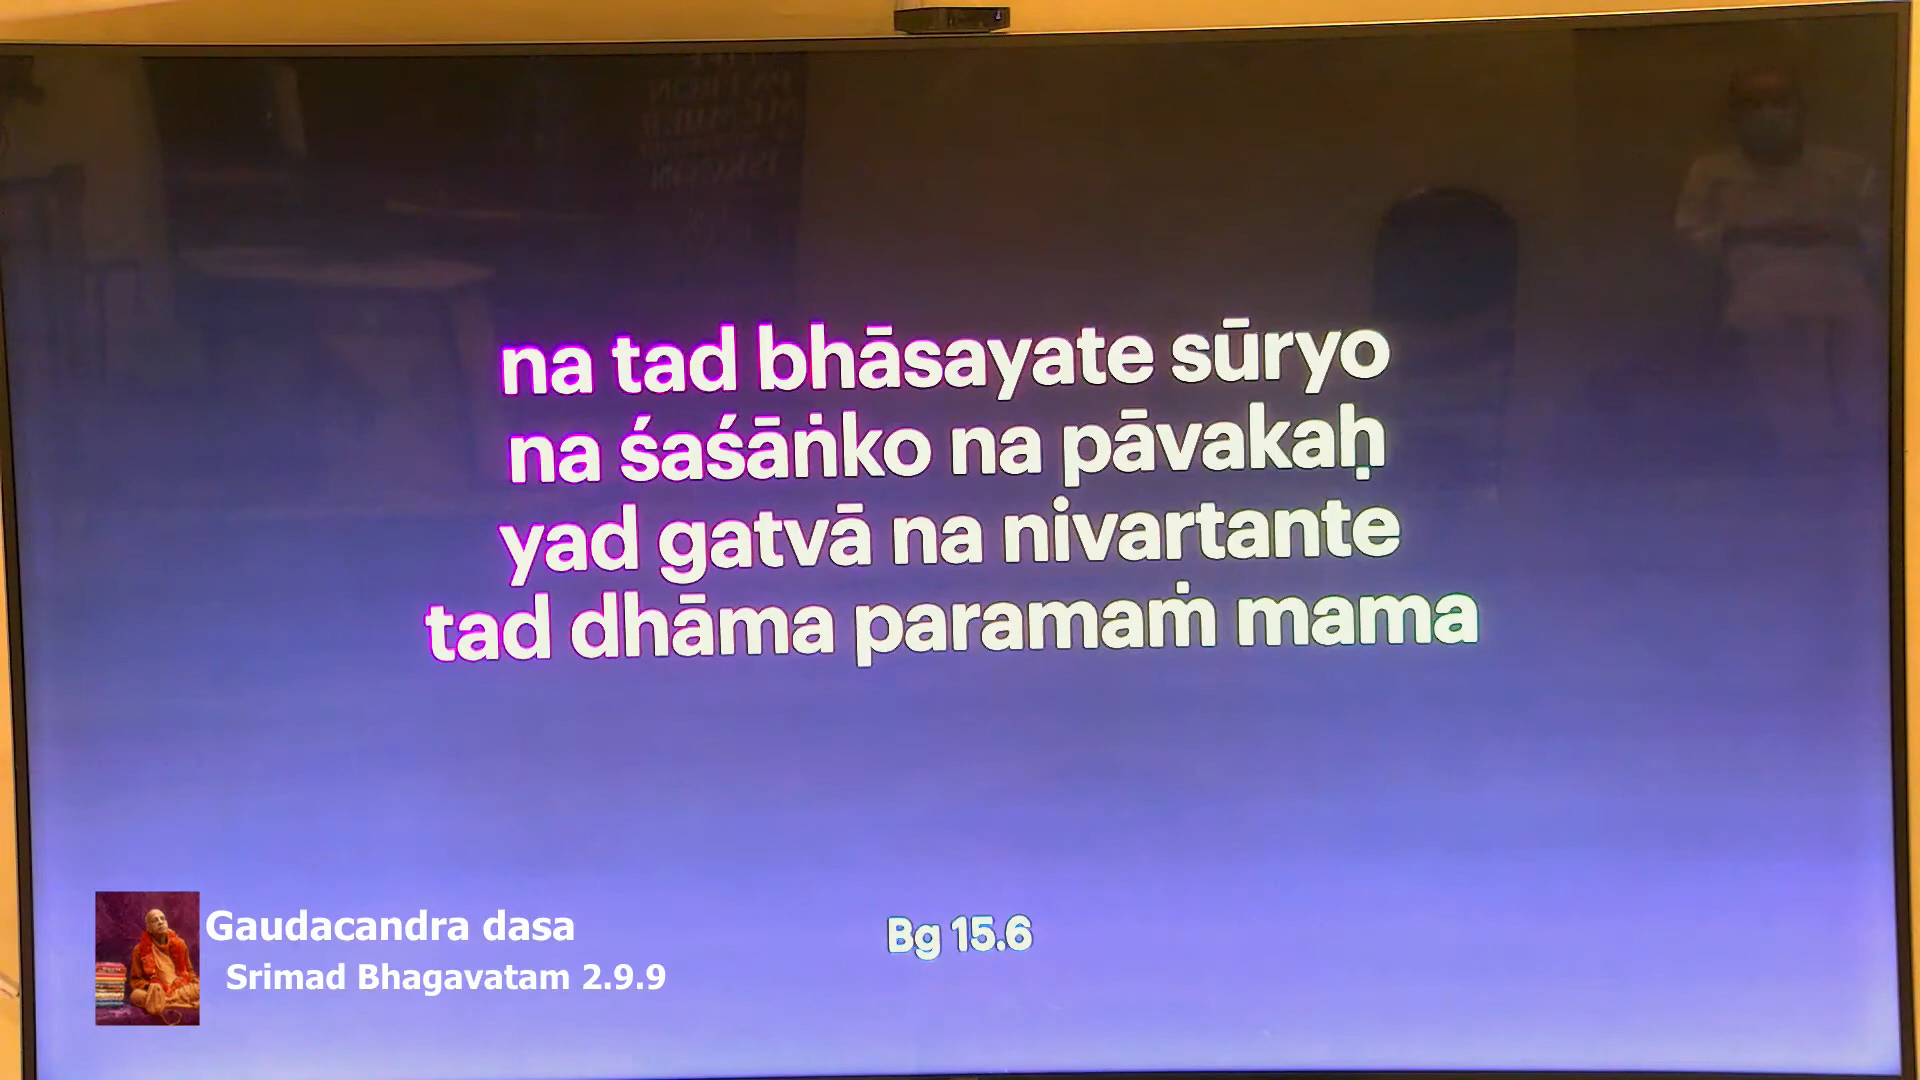 na tad bhāsayate sūryo
na śaśāṅko na pāvakaḥ
yad gatvā na nivartante
tad dhāma paramaṁ mama
Bg 15.6
Gaudacandra dasa
Srimad Bhagavatam 2.9.9